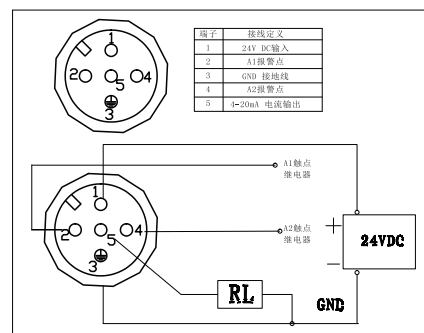 1
2
5
4
3
端子 接线定义
1 24V DC输入
2 A1报警点
3 GND 接地线
4 A2报警点
5 4-20mA 电流输出
A1触点
继电器
1
2
5
4
3
A2触点
继电器
+
24VDC
−
RL
GND